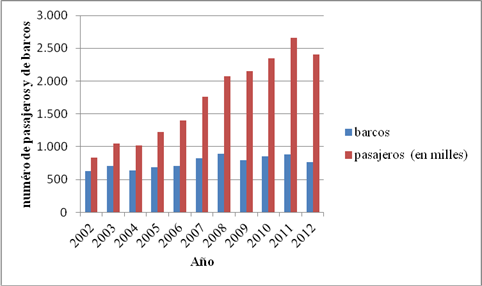 numéro de pasajeros y de barcos
3.000
2.500
2.000
1.500
1.000
500
0
2002 2003 2004 2005 2006 2007 2008 2009 2010 2011 2012
Año
barcos
pasajeros (en milles)